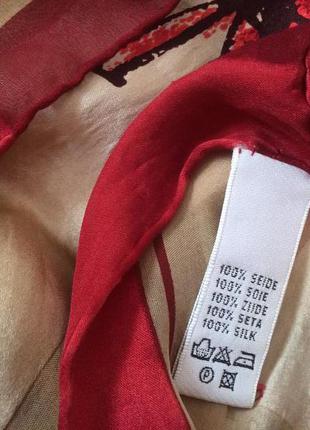 100% SEIDE
100% SOIE
100% ZIJDE
100% SETA
100% SILK
P